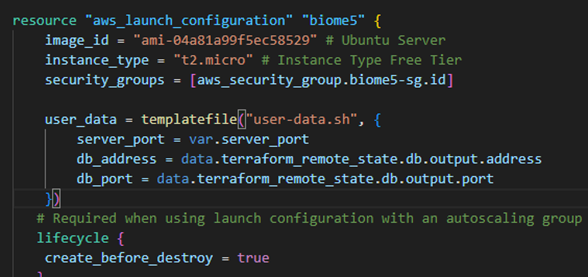 resource "aws_launch_configuration" "biome5" {
    image_id = "ami-04a81a99f5ec58529" # Ubuntu Server
    instance_type = "t2.micro" # Instance Type Free Tier
    security_groups = [aws_security_group.biome5-sg.id]

    user_data = templatefile("user-data.sh", {
        server_port = var.server_port
        db_address = data.terraform_remote_state.db.output.address
        db_port = data.terraform_remote_state.db.output.port
    })
   # Required when using launch configuration with an autoscaling group
   lifecycle {
    create_before_destroy = true
   }